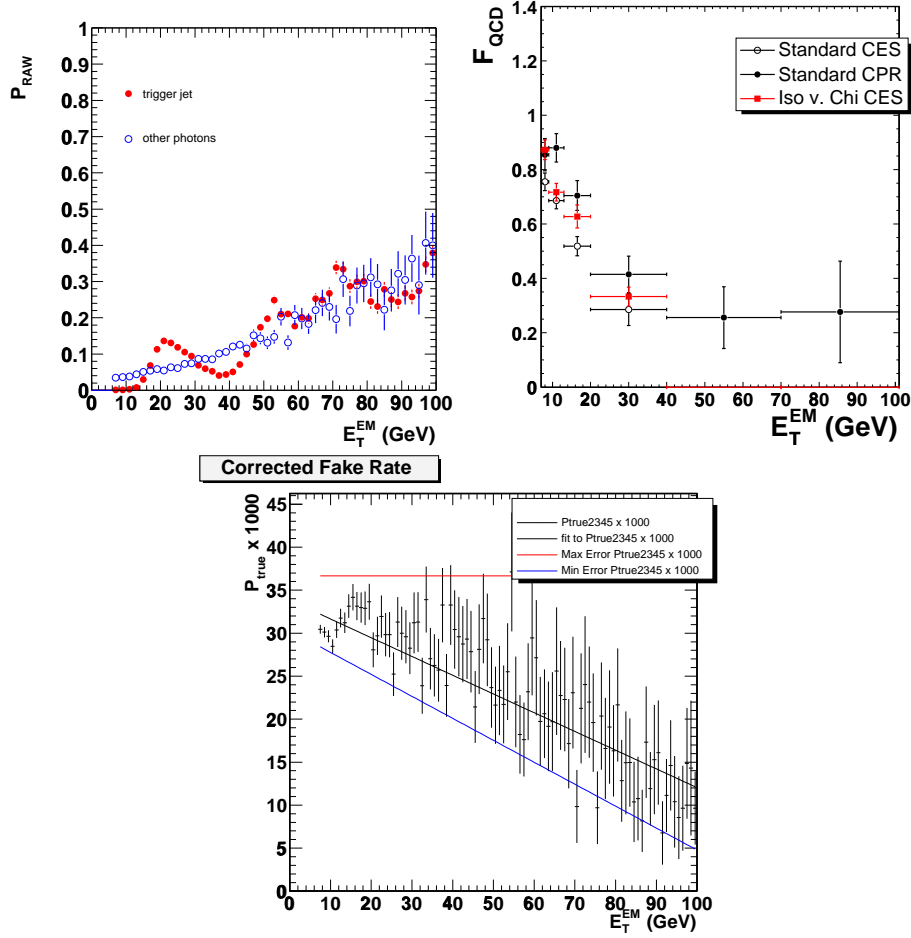 P_RAW
1
0.9
0.8
0.7
0.6
0.5
0.4
0.3
0.2
0.1
0
trigger jet
other photons
0 10 20 30 40 50 60 70 80 90 100
E_T^EM (GeV)
F_QCD
1.4
1.2
1
0.8
0.6
0.4
0.2
0
Standard CES
Standard CPR
Iso v. Chi CES
10 20 30 40 50 60 70 80 90 100
E_T^EM (GeV)
Corrected Fake Rate
P_true x 1000
45
40
35
30
25
20
15
10
5
0
Ptrue2345 x 1000
fit to Ptrue2345 x 1000
Max Error Ptrue2345 x 1000
Min Error Ptrue2345 x 1000
0 10 20 30 40 50 60 70 80 90 100
E_T^EM (GeV)